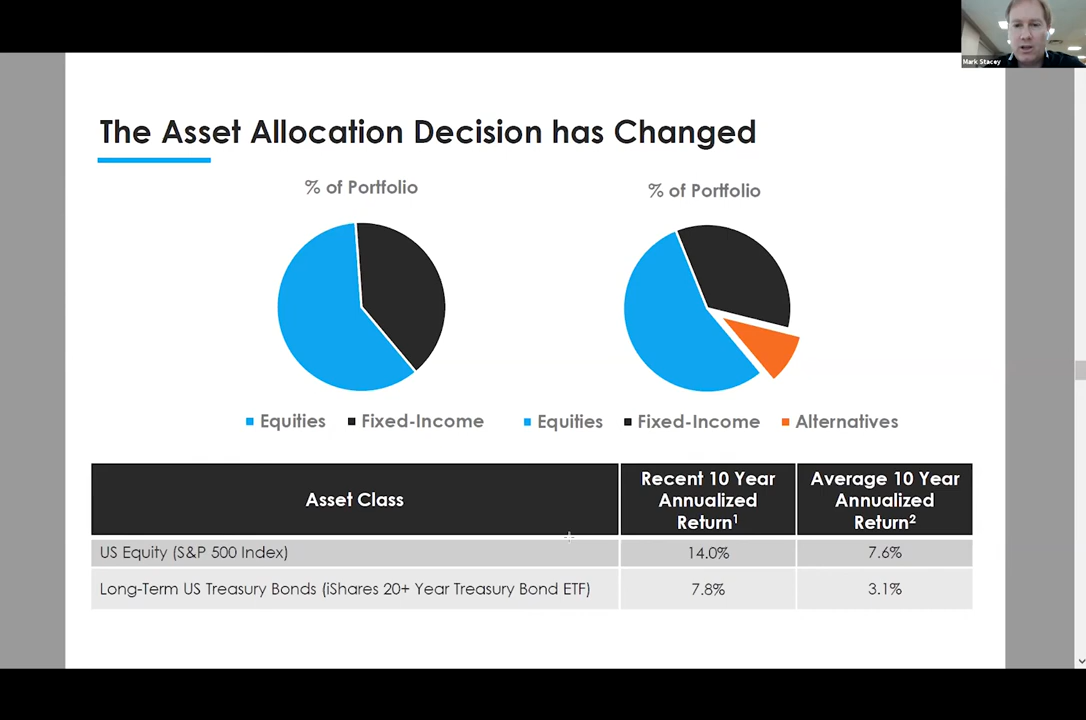 Mark Stacey
The Asset Allocation Decision has Changed
% of Portfolio
% of Portfolio
Equities Fixed-Income
Equities Fixed-Income Alternatives
Asset Class
Recent 10 Year
Annualized
Return1
Average 10 Year
Annualized
Return2
US Equity (S&P 500 Index) 14.0% 7.6%
Long-Term US Treasury Bonds (iShares 20+ Year Treasury Bond ETF) 7.8% 3.1%